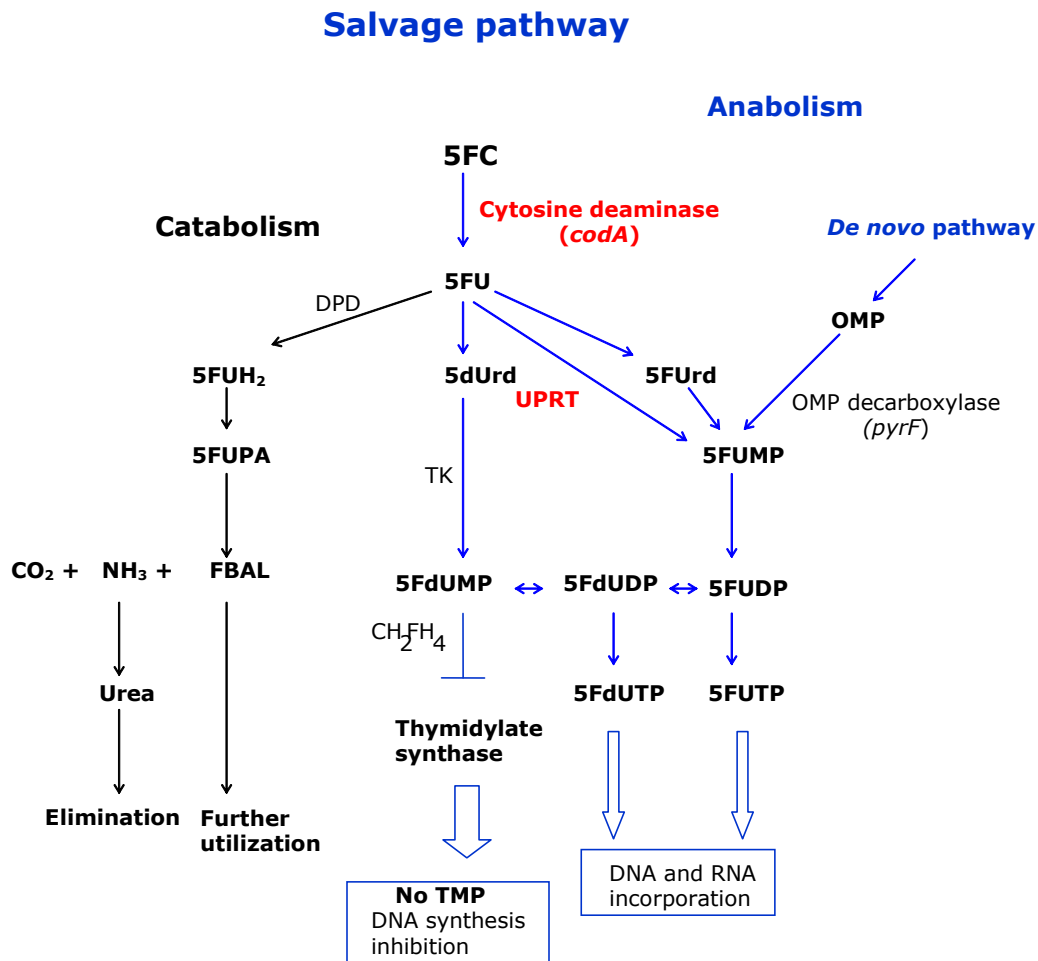 Salvage pathway
Anabolism
5FC
Cytosine deaminase
(codA)
Catabolism
De novo pathway
5FU
DPD
OMP
5FUH₂
5dUrd
5FUrd
UPRT
OMP decarboxylase
(pyrF)
5FUPA
5FUMP
TK
CO₂ + NH₃ + FBAL
5FdUMP
5FdUDP
5FUDP
CH₂FH₄
Urea
5FdUTP
5FUTP
Thymidylate
synthase
Elimination
Further
utilization
No TMP
DNA synthesis
inhibition
DNA and RNA
incorporation